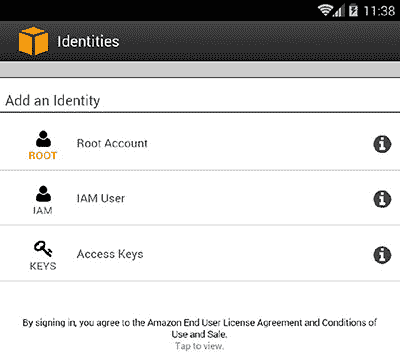 11:38
Identities
Add an Identity
ROOT
Root Account
IAM
IAM User
KEYS
Access Keys
By signing in, you agree to the Amazon End User License Agreement and Conditions of
Use and Sale.
Tap to view.